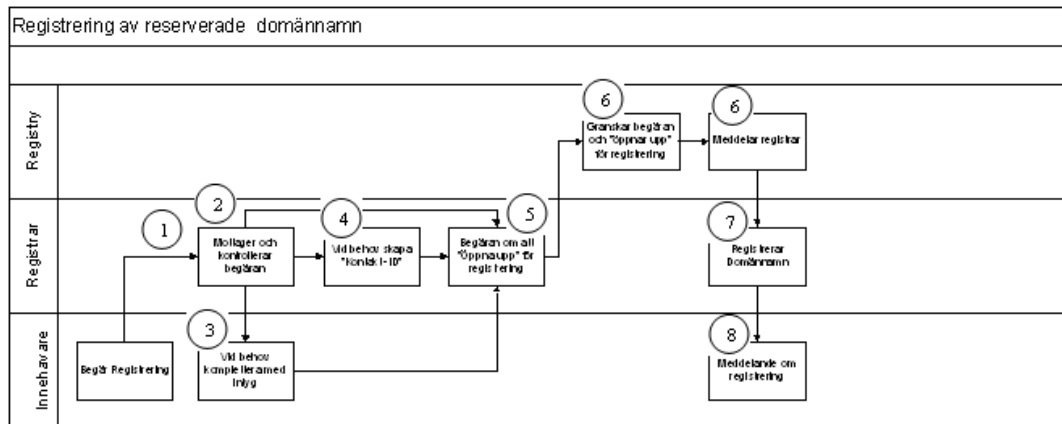 Registrering av reserverade domännamn
Registry
6
Granskar begäran
och "öppnar upp"
för registrering
6
Meddelar registrar
Registrar
1
2
Mottager och
kontrollerar
begäran
4
Vid behov skapa
"Kontakt-ID"
5
Begäran om att
"Öppna upp" för
registrering
7
Registrerar
Domännamn
Innehavare
Begär Registrering
3
Vid behov
komplettera med
intyg
8
Meddelande om
registrering